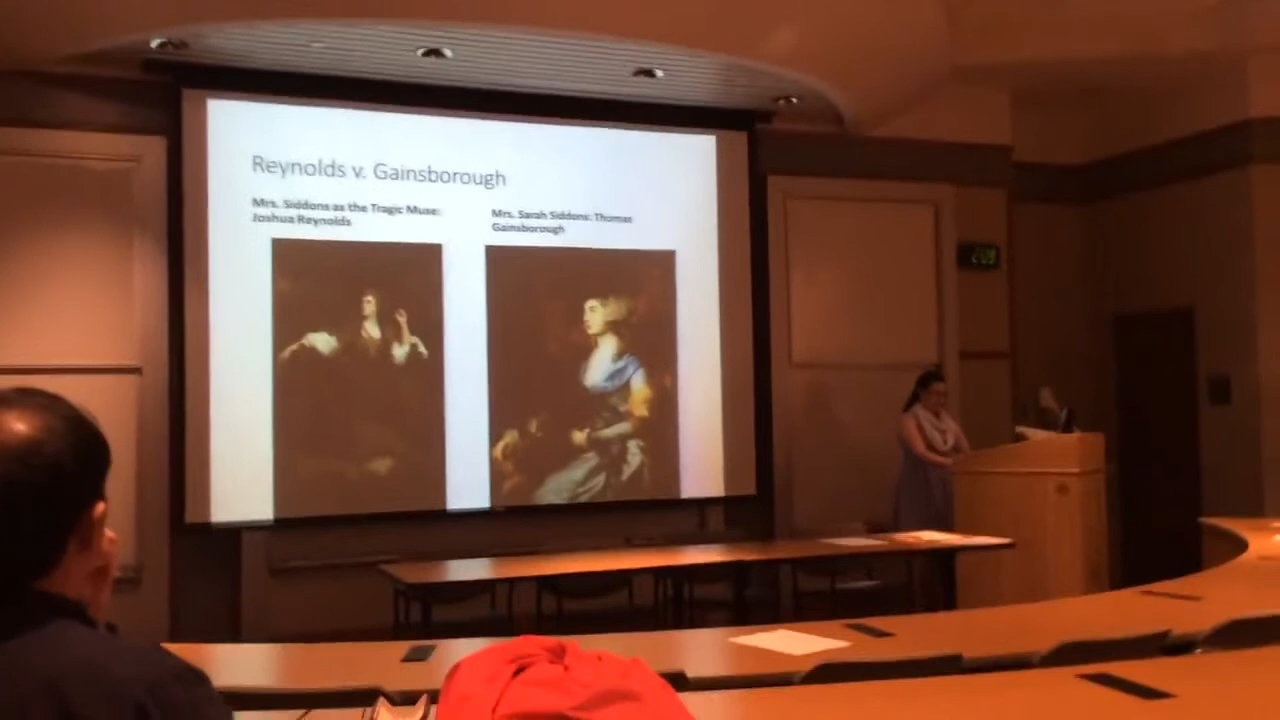 Reynolds v. Gainsborough
Mrs. Siddons as the Tragic Muse:
Joshua Reynolds
Mrs. Sarah Siddons: Thomas
Gainsborough